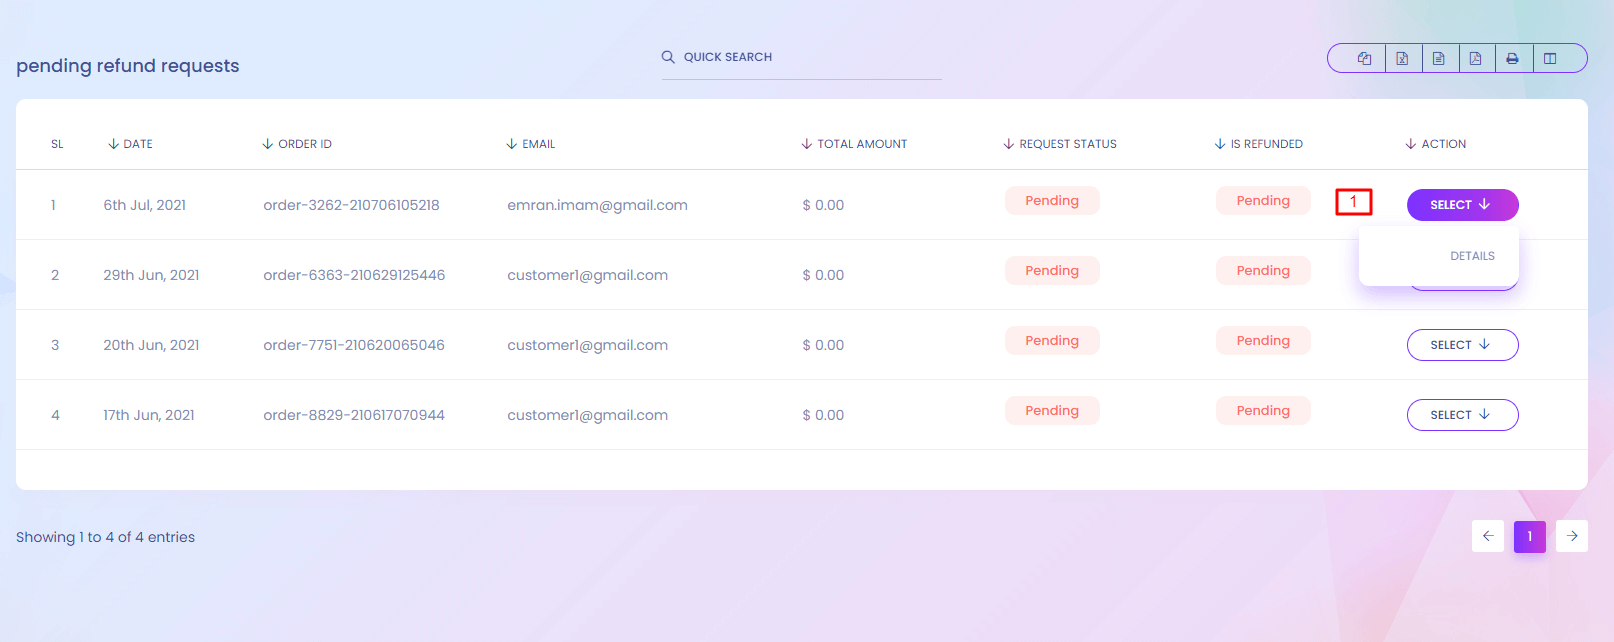 pending refund requests
QUICK SEARCH
SL DATE ORDER ID EMAIL TOTAL AMOUNT REQUEST STATUS IS REFUNDED ACTION
1 6th Jul, 2021 order-3262-210706105218 emran.imam@gmail.com $ 0.00 Pending Pending 1 SELECT
DETAILS
2 29th Jun, 2021 order-6363-210629125446 customer1@gmail.com $ 0.00 Pending Pending
3 20th Jun, 2021 order-7751-210620065046 customer1@gmail.com $ 0.00 Pending Pending SELECT
4 17th Jun, 2021 order-8829-210617070944 customer1@gmail.com $ 0.00 Pending Pending SELECT
Showing 1 to 4 of 4 entries
1